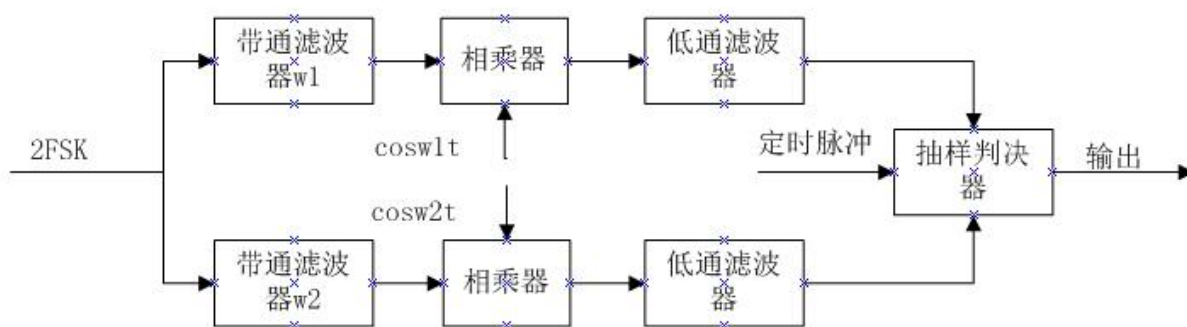 带通滤波
器w1
相乘器
低通滤波
器
2FSK
cosw1t
定时脉冲
抽样判决
器
输出
cosw2t
带通滤波
器w2
相乘器
低通滤波
器